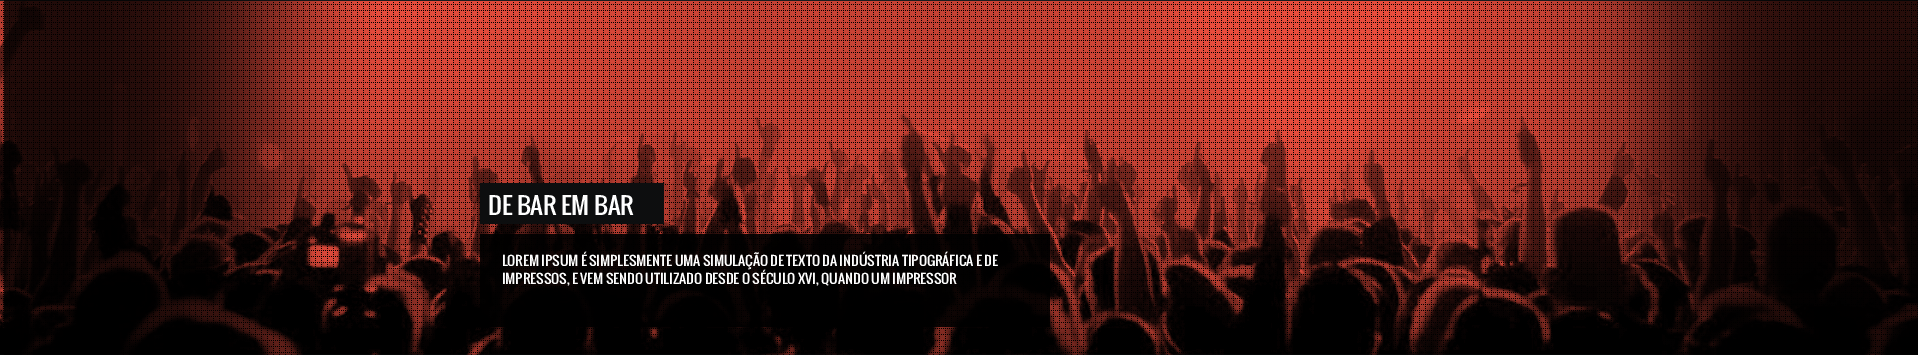 DE BAR EM BAR
LOREM IPSUM É SIMPLESMENTE UMA SIMULAÇÃO DE TEXTO DA INDÚSTRIA TIPOGRÁFICA E DE
IMPRESSOS, E VEM SENDO UTILIZADO DESDE O SÉCULO XVI, QUANDO UM IMPRESSOR